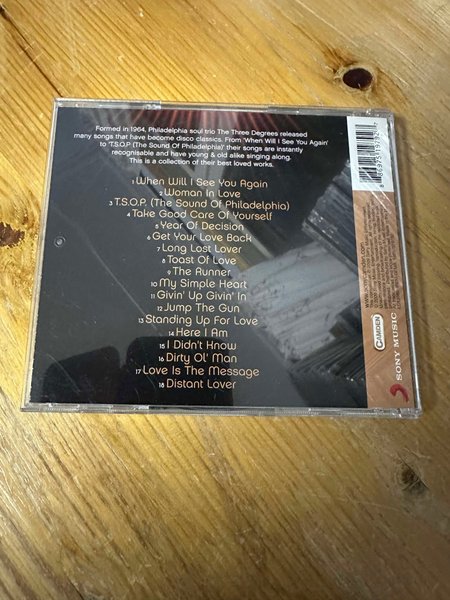 Formed in 1964, Philadelphia soul trio The Three Degrees released
many songs that have become disco classics. From 'When Will I See You Again'
to 'T.S.O.P. (The Sound Of Philadelphia)' their songs are instantly
recognisable and have young & old alike singing along.
This is a collection of their best loved works.
1 When Will I See You Again
2 Woman In Love
3 T.S.O.P. (The Sound Of Philadelphia)
4 Take Good Care Of Yourself
5 Year Of Decision
6 Get Your Love Back
7 Long Lost Lover
8 Toast Of Love
9 The Runner
10 My Simple Heart
11 Givin' Up Givin' In
12 Jump The Gun
13 Standing Up For Love
14 Here I Am
15 I Didn't Know
16 Dirty Ol' Man
17 Love Is The Message
18 Distant Lover
CAMDEN
SONY MUSIC